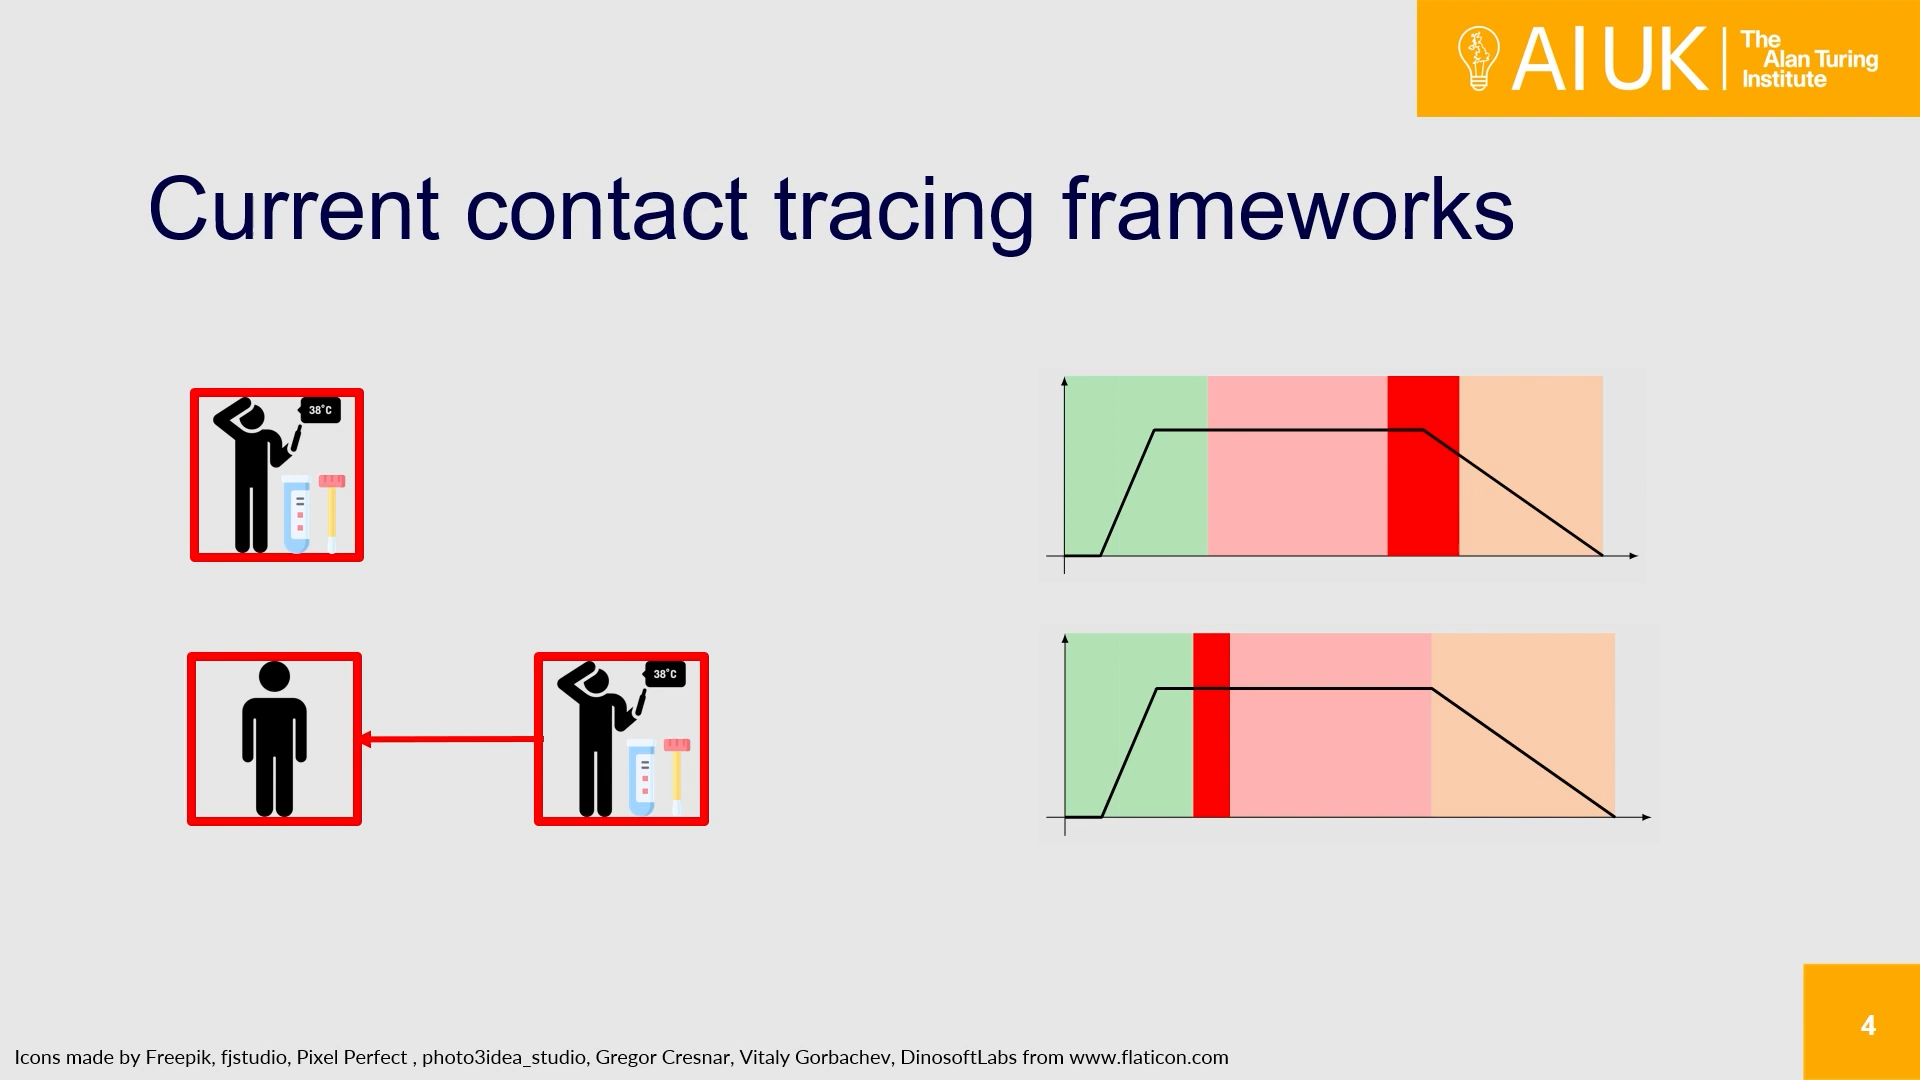 AI UK
The
Alan Turing
Institute
Current contact tracing frameworks
38°C
38°C
4
Icons made by Freepik, fjstudio, Pixel Perfect , photo3idea_studio, Gregor Cresnar, Vitaly Gorbachev, DinosoftLabs from www.flaticon.com